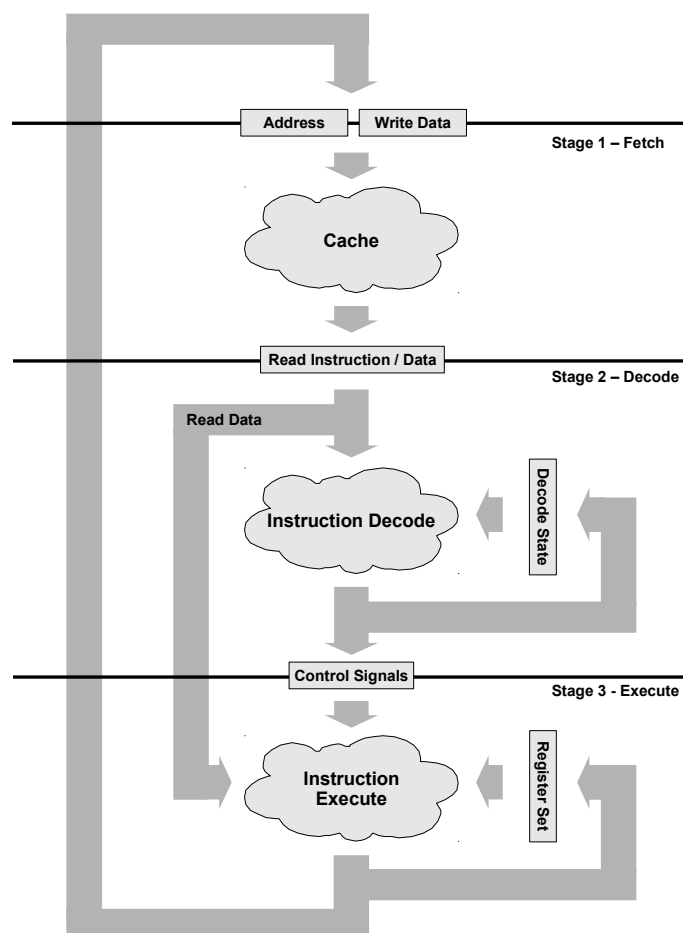 Address
Write Data
Stage 1 – Fetch
Cache
Read Instruction / Data
Stage 2 – Decode
Read Data
Instruction Decode
Decode State
Control Signals
Stage 3 - Execute
Instruction
Execute
Register Set